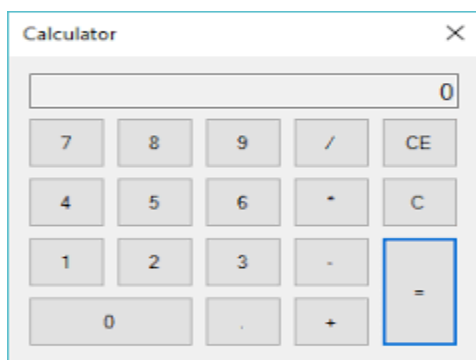 Calculator
0
7 8 9 / CE
4 5 6 * C
1 2 3 - =
0 . +